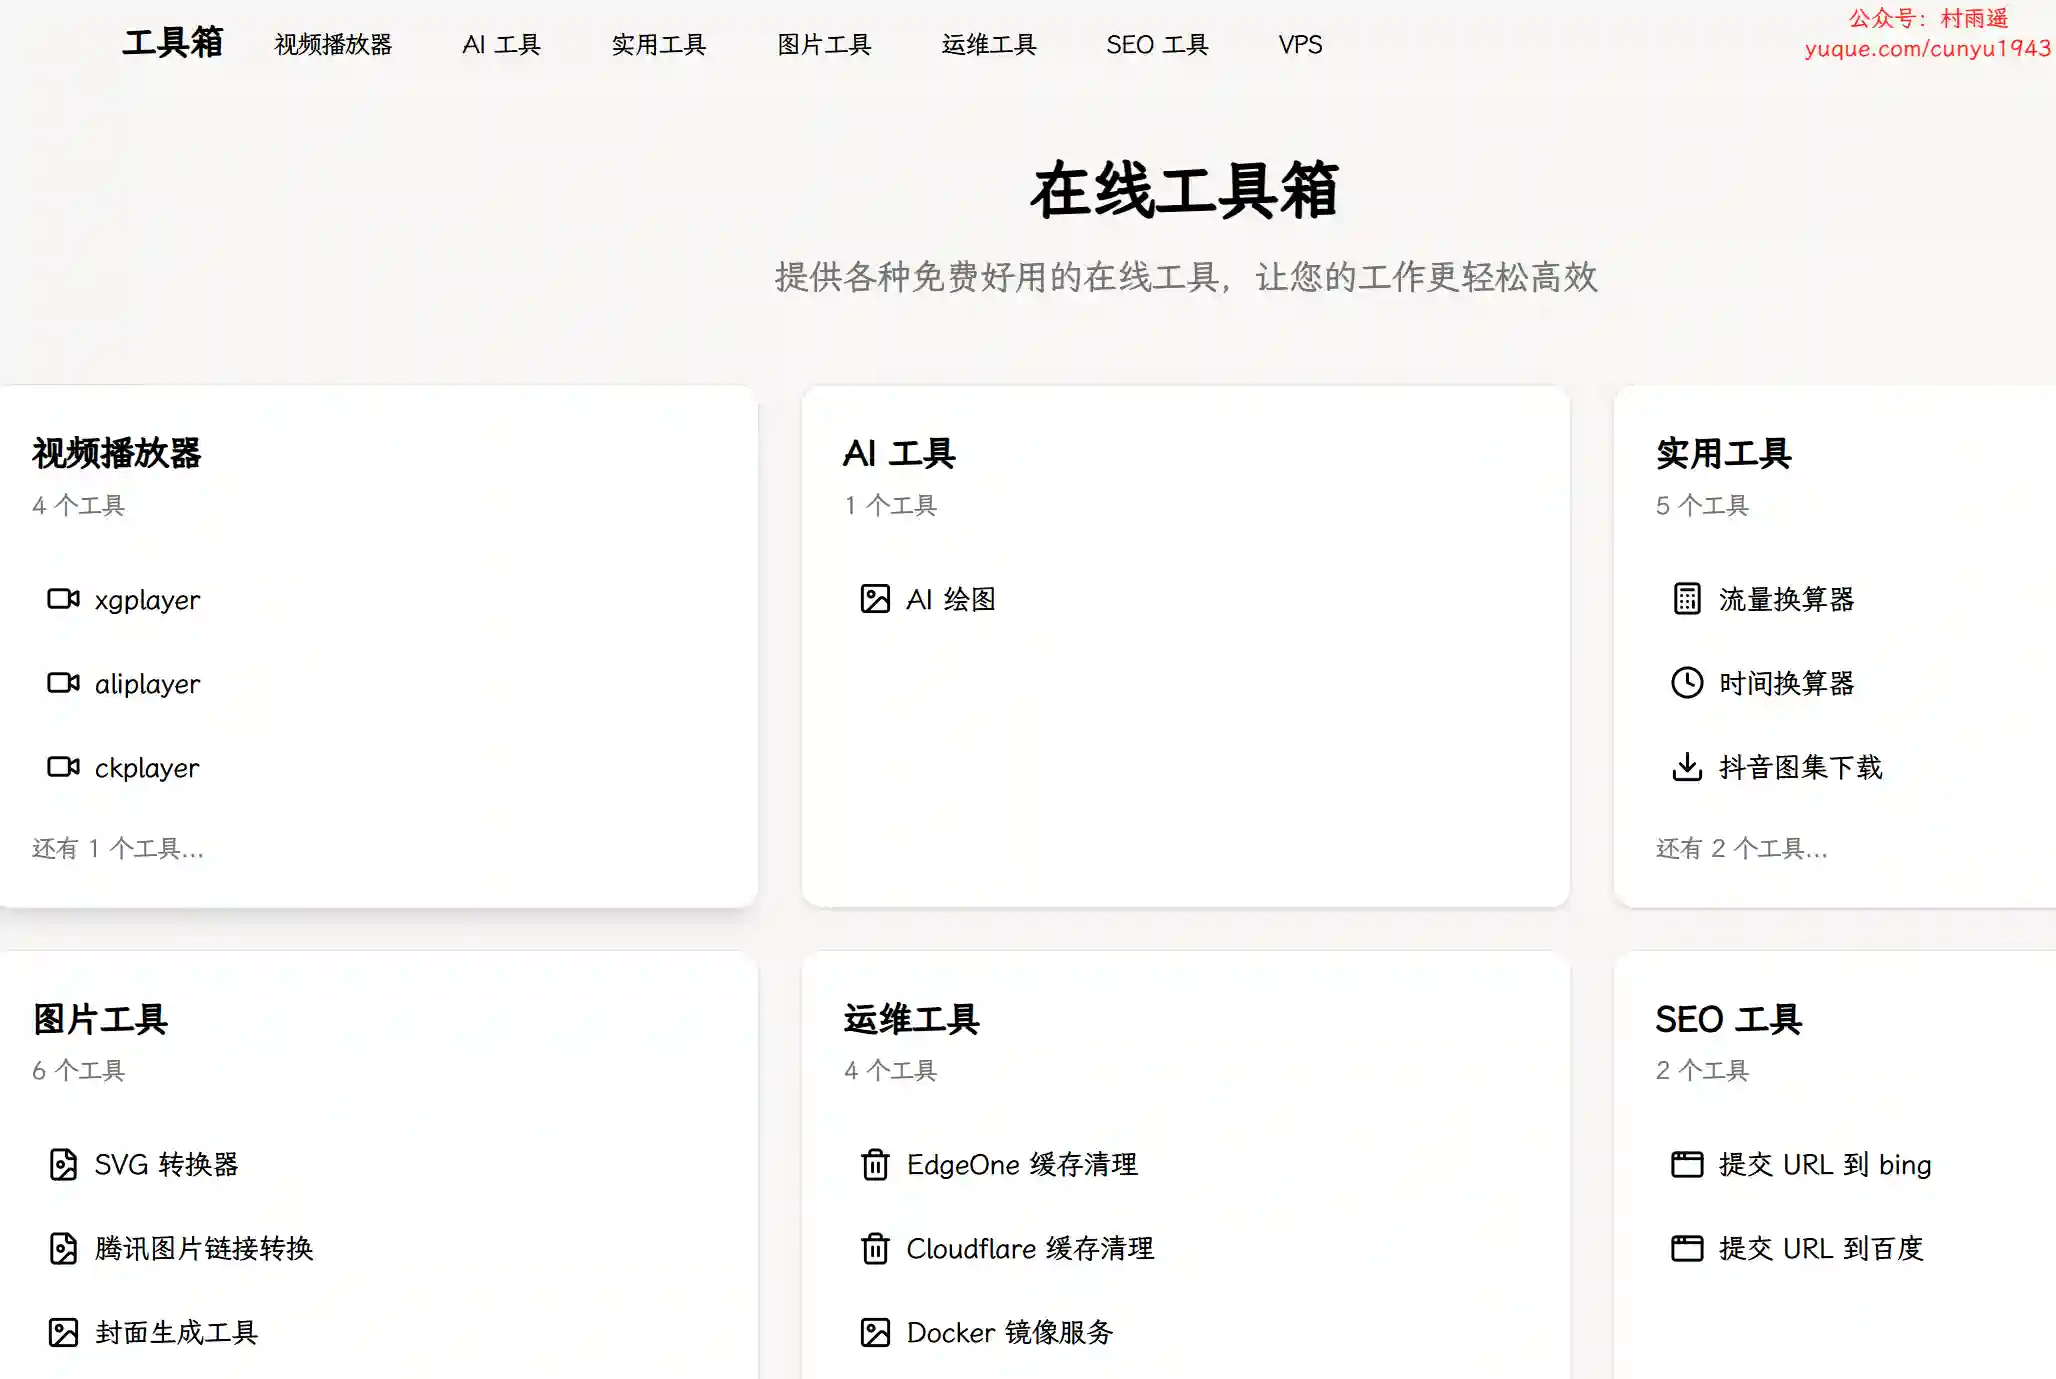 工具箱 视频播放器 AI 工具 实用工具 图片工具 运维工具 SEO 工具 VPS
公众号：村雨遥
yuque.com/cunyu1943
在线工具箱
提供各种免费好用的在线工具，让您的工作更轻松高效
视频播放器
4 个工具
xgplayer
aliplayer
ckplayer
还有 1 个工具...
AI 工具
1 个工具
AI 绘图
实用工具
5 个工具
流量换算器
时间换算器
抖音图集下载
还有 2 个工具...
图片工具
6 个工具
SVG 转换器
腾讯图片链接转换
封面生成工具
运维工具
4 个工具
EdgeOne 缓存清理
Cloudflare 缓存清理
Docker 镜像服务
SEO 工具
2 个工具
提交 URL 到 bing
提交 URL 到百度